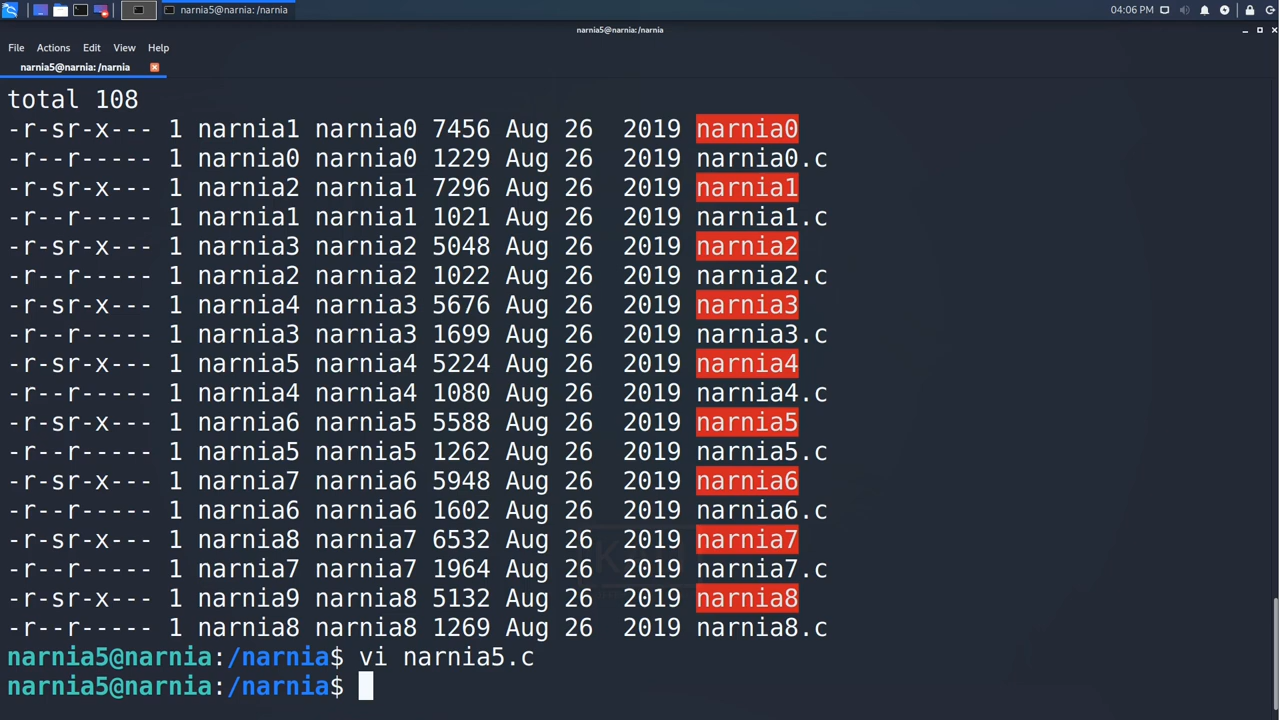 narnia5@narnia: /narnia 04:06 PM
narnia5@narnia: /narnia
File Actions Edit View Help
narnia5@narnia: /narnia
total 108
-r-sr-x--- 1 narnia1 narnia0 7456 Aug 26  2019 narnia0
-r--r----- 1 narnia0 narnia0 1229 Aug 26  2019 narnia0.c
-r-sr-x--- 1 narnia2 narnia1 7296 Aug 26  2019 narnia1
-r--r----- 1 narnia1 narnia1 1021 Aug 26  2019 narnia1.c
-r-sr-x--- 1 narnia3 narnia2 5048 Aug 26  2019 narnia2
-r--r----- 1 narnia2 narnia2 1022 Aug 26  2019 narnia2.c
-r-sr-x--- 1 narnia4 narnia3 5676 Aug 26  2019 narnia3
-r--r----- 1 narnia3 narnia3 1699 Aug 26  2019 narnia3.c
-r-sr-x--- 1 narnia5 narnia4 5224 Aug 26  2019 narnia4
-r--r----- 1 narnia4 narnia4 1080 Aug 26  2019 narnia4.c
-r-sr-x--- 1 narnia6 narnia5 5588 Aug 26  2019 narnia5
-r--r----- 1 narnia5 narnia5 1262 Aug 26  2019 narnia5.c
-r-sr-x--- 1 narnia7 narnia6 5948 Aug 26  2019 narnia6
-r--r----- 1 narnia6 narnia6 1602 Aug 26  2019 narnia6.c
-r-sr-x--- 1 narnia8 narnia7 6532 Aug 26  2019 narnia7
-r--r----- 1 narnia7 narnia7 1964 Aug 26  2019 narnia7.c
-r-sr-x--- 1 narnia9 narnia8 5132 Aug 26  2019 narnia8
-r--r----- 1 narnia8 narnia8 1269 Aug 26  2019 narnia8.c
narnia5@narnia:/narnia$ vi narnia5.c
narnia5@narnia:/narnia$